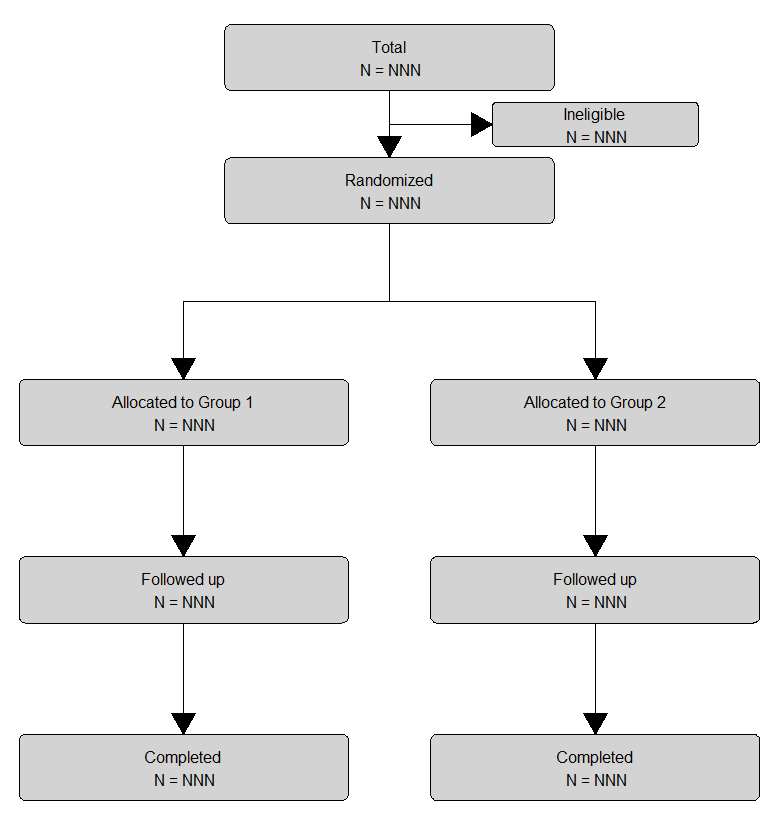 Total
N = NNN
Ineligible
N = NNN
Randomized
N = NNN
Allocated to Group 1
N = NNN
Allocated to Group 2
N = NNN
Followed up
N = NNN
Followed up
N = NNN
Completed
N = NNN
Completed
N = NNN